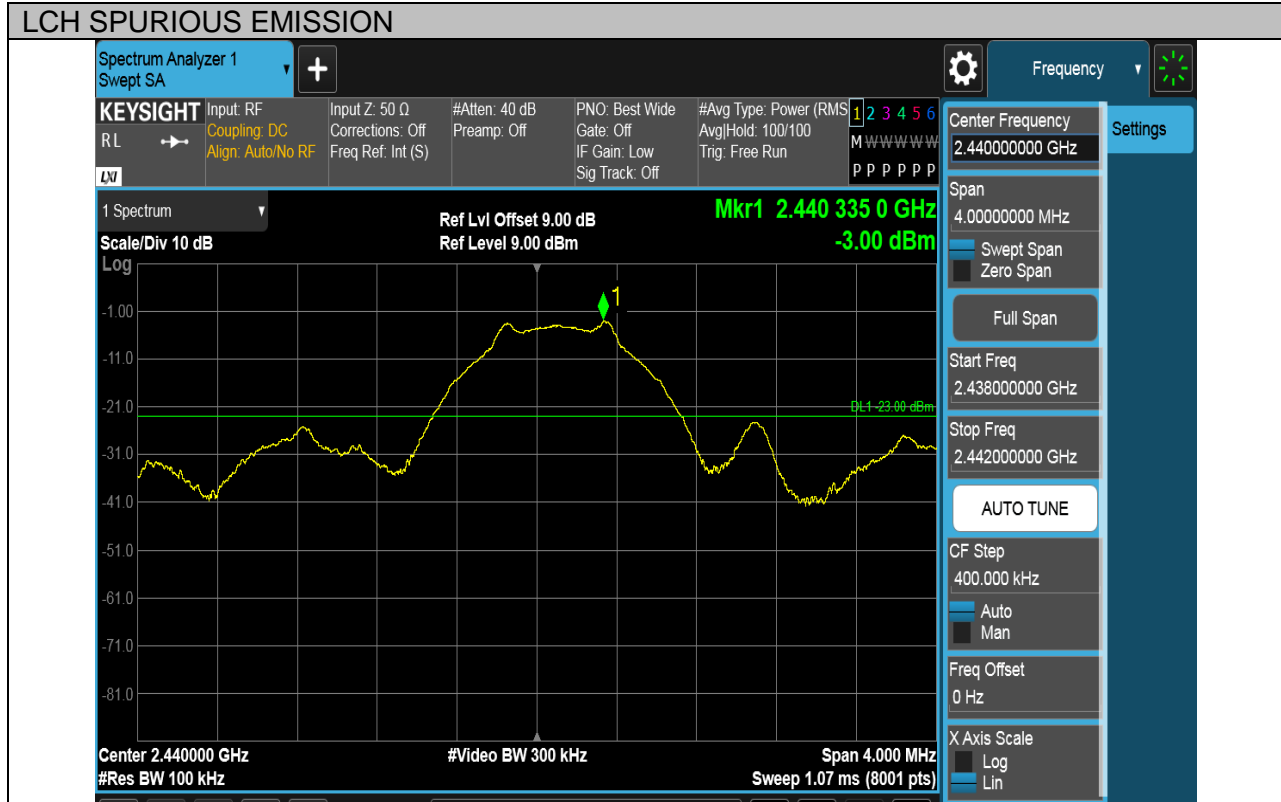 LCH SPURIOUS EMISSION
Spectrum Analyzer 1
Swept SA
+
Frequency
KEYSIGHT
RL
LXI
Input: RF
Coupling: DC
Align: Auto/No RF
Input Z: 50 Ω
Corrections: Off
Freq Ref: Int (S)
#Atten: 40 dB
Preamp: Off
PNO: Best Wide
Gate: Off
IF Gain: Low
Sig Track: Off
#Avg Type: Power (RMS
Avg|Hold: 100/100
Trig: Free Run
1 2 3 4 5 6
M W W W W W
P P P P P P
Center Frequency
2.440000000 GHz
Settings
Span
4.00000000 MHz
Swept Span
Zero Span
Full Span
Start Freq
2.438000000 GHz
Stop Freq
2.442000000 GHz
AUTO TUNE
CF Step
400.000 kHz
Auto
Man
Freq Offset
0 Hz
X Axis Scale
Log
Lin
1 Spectrum
Scale/Div 10 dB
Log
Ref Lvl Offset 9.00 dB
Ref Level 9.00 dBm
Mkr1 2.440 335 0 GHz
-3.00 dBm
1
-1.00
-11.0
-21.0
DL1 -23.00 dBm
-31.0
-41.0
-51.0
-61.0
-71.0
-81.0
Center 2.440000 GHz
#Res BW 100 kHz
#Video BW 300 kHz
Span 4.000 MHz
Sweep 1.07 ms (8001 pts)